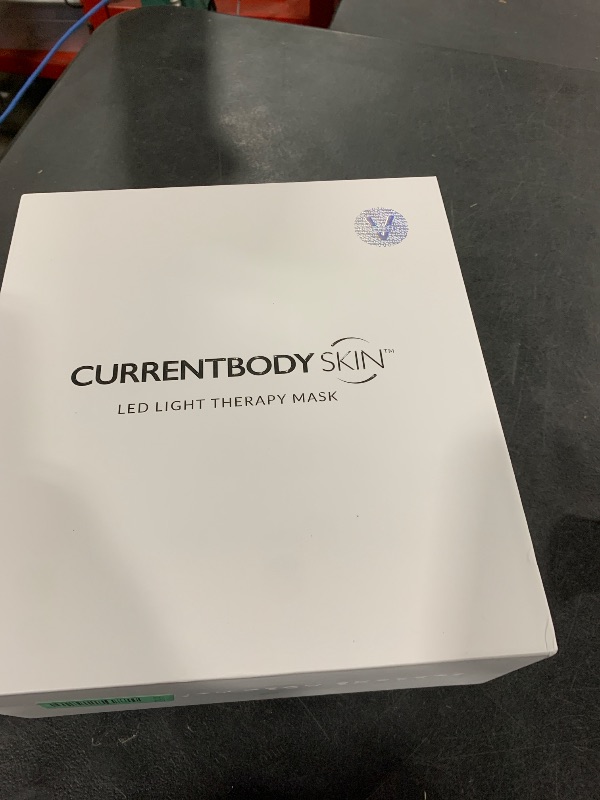 CURRENTBODY SKIN™
LED LIGHT THERAPY MASK